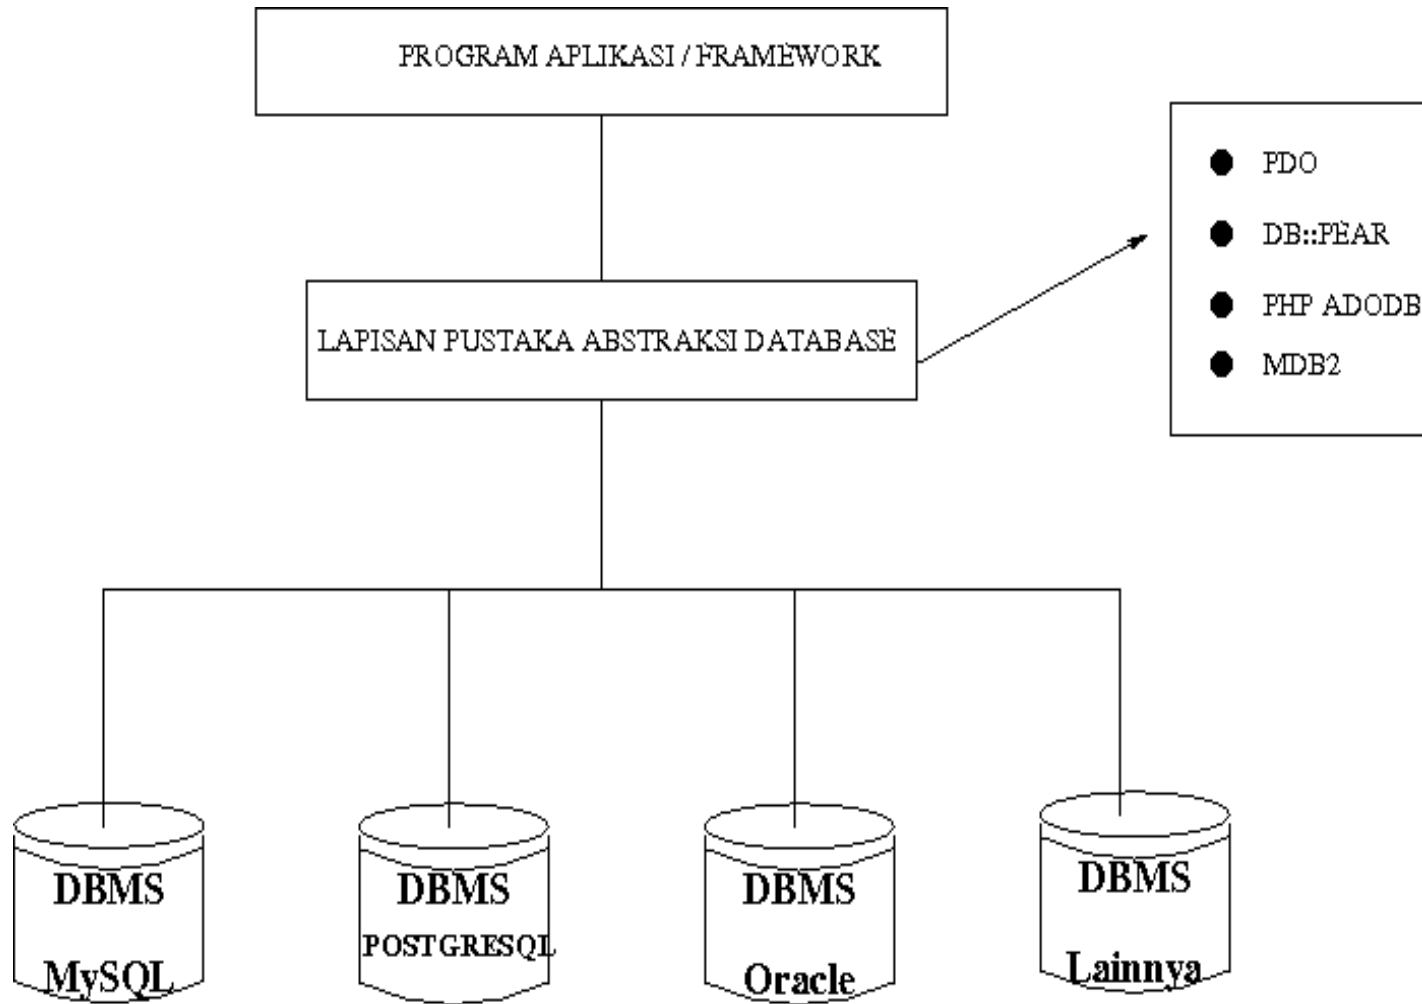 PROGRAM APLIKASI / FRAMEWORK
PDO
DB::PEAR
PHP ADODB
MDB2
LAPISAN PUSTAKA ABSTRAKSI DATABASE
DBMS
MySQL
DBMS
POSTGRESQL
DBMS
Oracle
DBMS
Lainnya